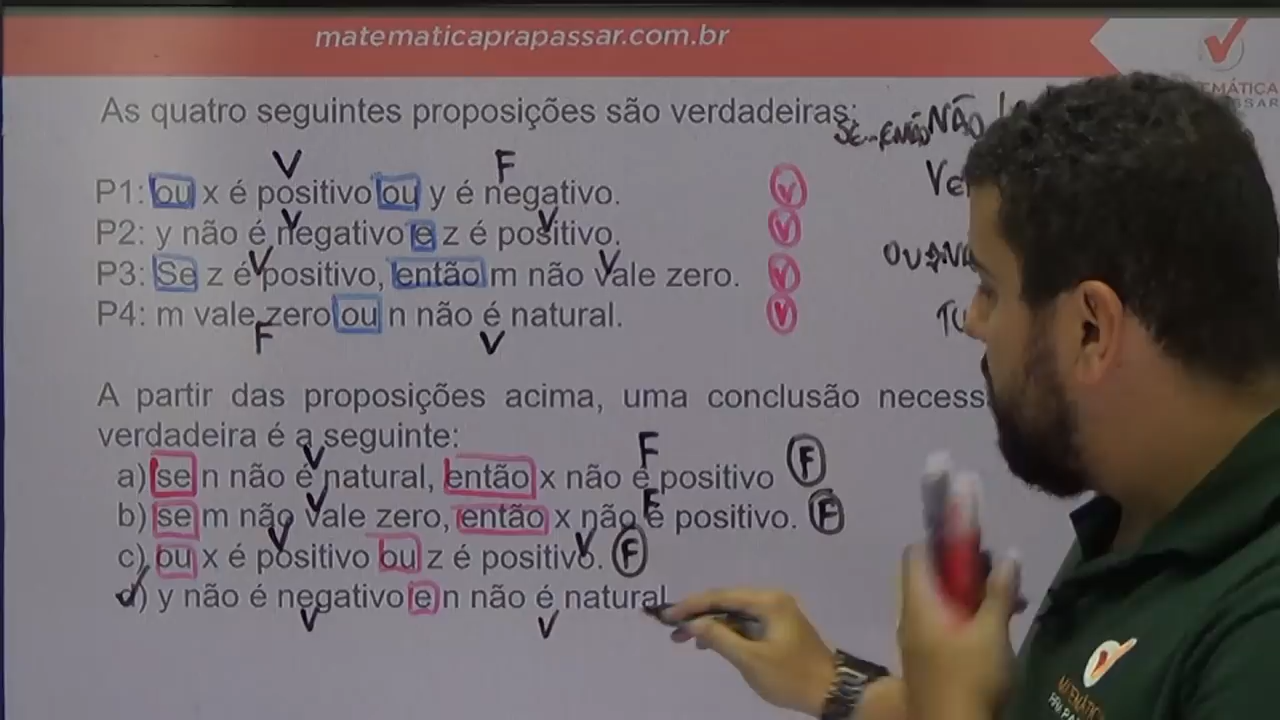 matematicaprapassar.com.br
As quatro seguintes proposições são verdadeiras:
SE...ENTÃO NÃO
V F
P1: ou x é positivo ou y é negativo. V
V V
P2: y não é negativo e z é positivo. V
V V
P3: Se z é positivo, então m não vale zero. V
P4: m vale zero ou n não é natural. V
F V
A partir das proposições acima, uma conclusão
verdadeira é a seguinte:
V F
a) se n não é natural, então x não é positivo F
V F
b) se m não vale zero, então x não é positivo. F
V V
c) ou x é positivo ou z é positivo. F
d) y não é negativo e n não é natural
V V